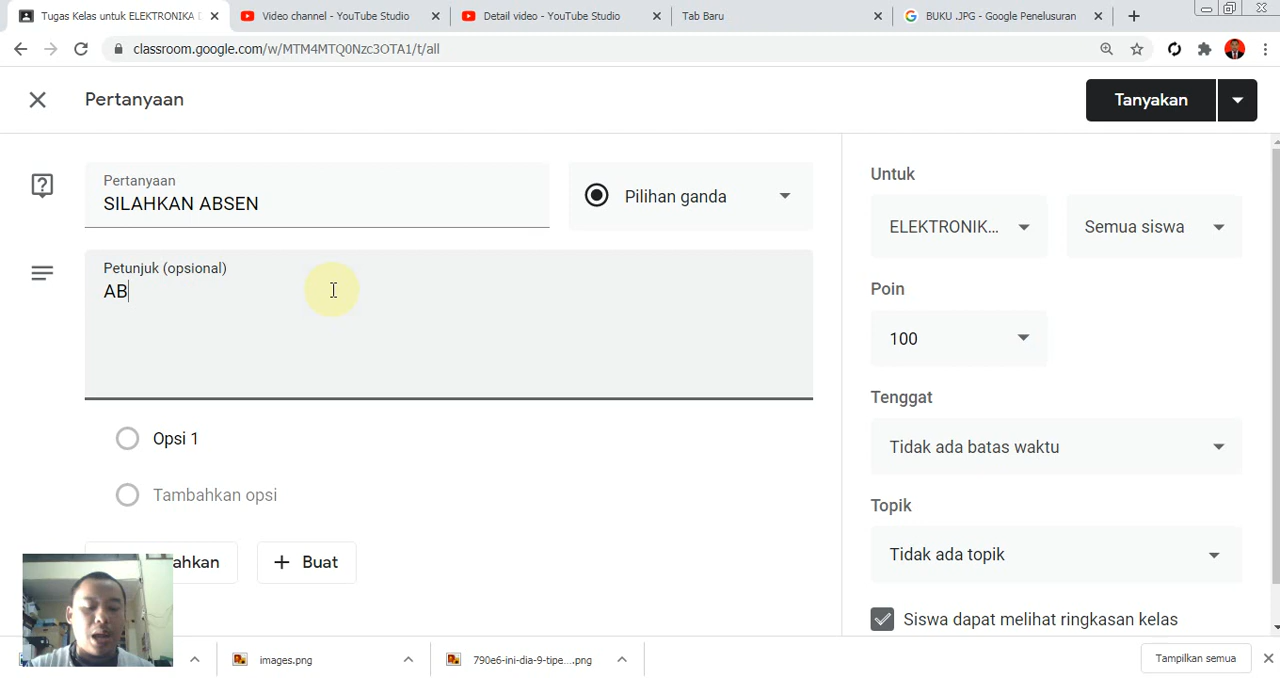 Tugas Kelas untuk ELEKTRONIKA D
Video channel - YouTube Studio
Detail video - YouTube Studio
Tab Baru
BUKU .JPG - Google Penelusuran
classroom.google.com/w/MTM4MTQ0Nzc3OTA1/t/all
Pertanyaan
Tanyakan
Pertanyaan
SILAHKAN ABSEN
Pilihan ganda
Petunjuk (opsional)
AB
Opsi 1
Tambahkan opsi
ahkan
+ Buat
Untuk
ELEKTRONIK...
Semua siswa
Poin
100
Tenggat
Tidak ada batas waktu
Topik
Tidak ada topik
Siswa dapat melihat ringkasan kelas
images.png
790e6-ini-dia-9-tipe....png
Tampilkan semua